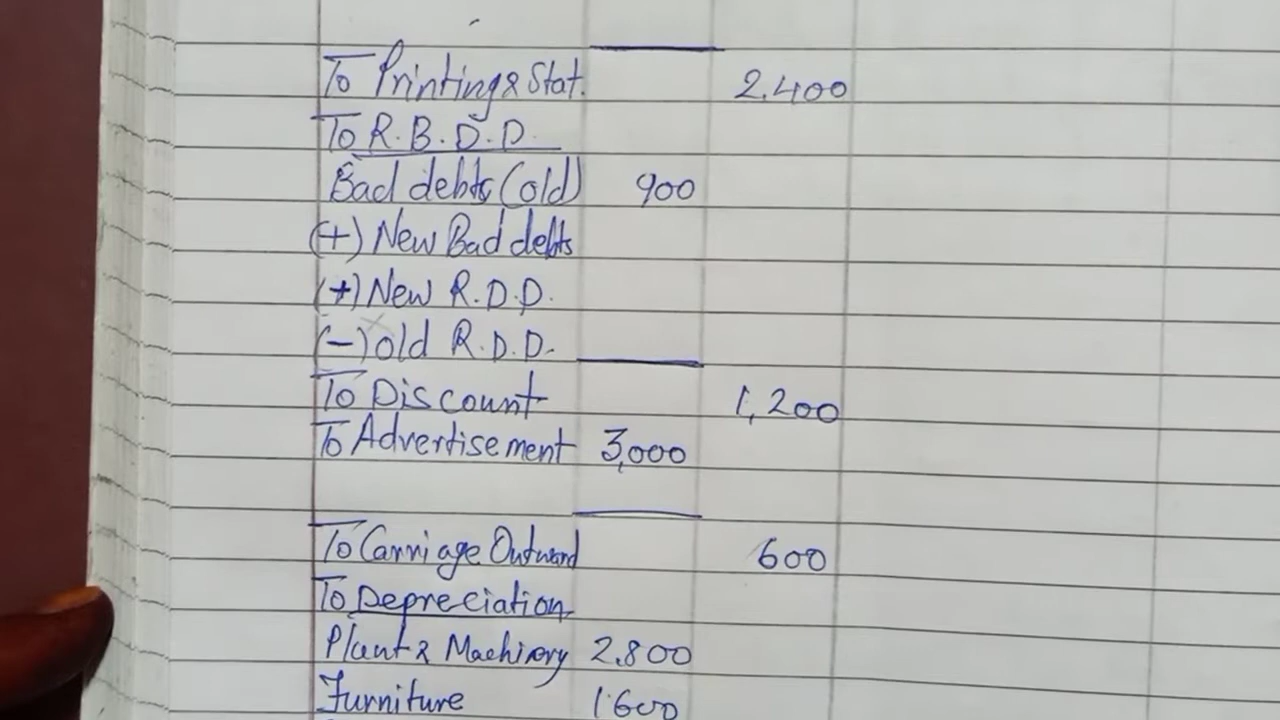 To Printing & Stat. 2,400
To R.B.D.D.
Bad debts (old) 900
(+) New Bad debts
(+) New R.D.D.
(-) old R.D.D.
To Discount 1,200
To Advertisement 3,000
To Carriage Outward 600
To Depreciation
Plant & Machinery 2,800
Furniture 1,600